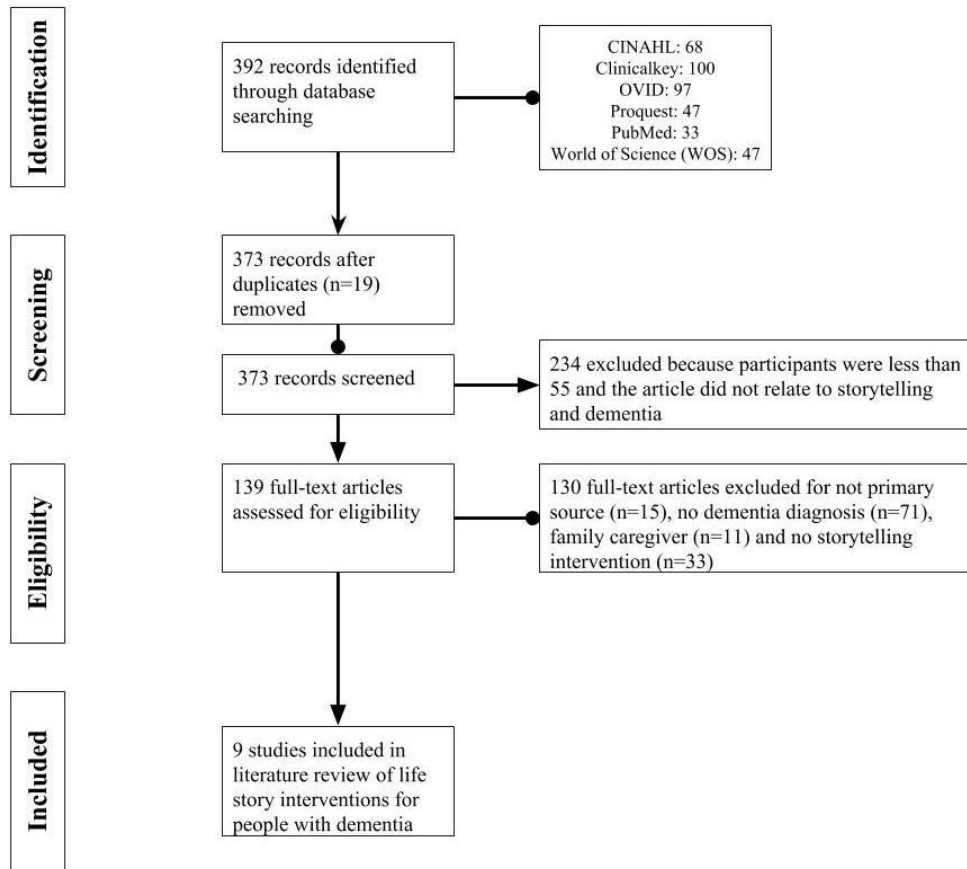 Identification
392 records identified
through database
searching
CINAHL: 68
Clinicalkey: 100
OVID: 97
Proquest: 47
PubMed: 33
World of Science (WOS): 47
Screening
373 records after
duplicates (n=19)
removed
373 records screened
234 excluded because participants were less than
55 and the article did not relate to storytelling
and dementia
Eligibility
139 full-text articles
assessed for eligibility
130 full-text articles excluded for not primary
source (n=15), no dementia diagnosis (n=71),
family caregiver (n=11) and no storytelling
intervention (n=33)
Included
9 studies included in
literature review of life
story interventions for
people with dementia